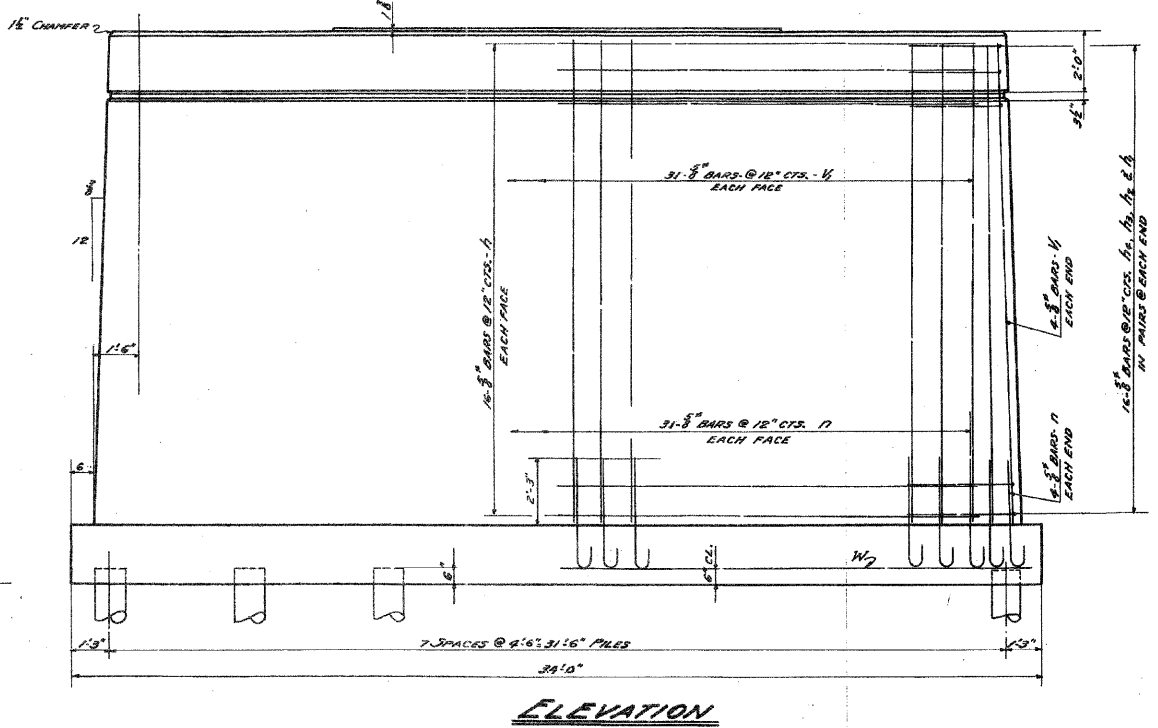 1½" CHAMFER
2'-0"
3½"
31-⅝"ᶲ BARS @ 12" CTS. - V₁
EACH FACE
12
16-⅝"ᶲ BARS @ 12" CTS. - h
EACH FACE
4-⅝"ᶲ BARS - V₁
EACH END
16-⅝"ᶲ BARS @ 12" CTS. h₄, h₃, h₂ & h₁
IN PAIRS @ EACH END
1'-6"
31-⅝"ᶲ BARS @ 12" CTS. n
EACH FACE
4-⅝"ᶲ BARS - n
EACH END
6
2'-3"
6"
6" CL.
W
1'-3"
7 SPACES @ 4'-6" = 31'-6" PILES
1'-3"
34'-0"
ELEVATION